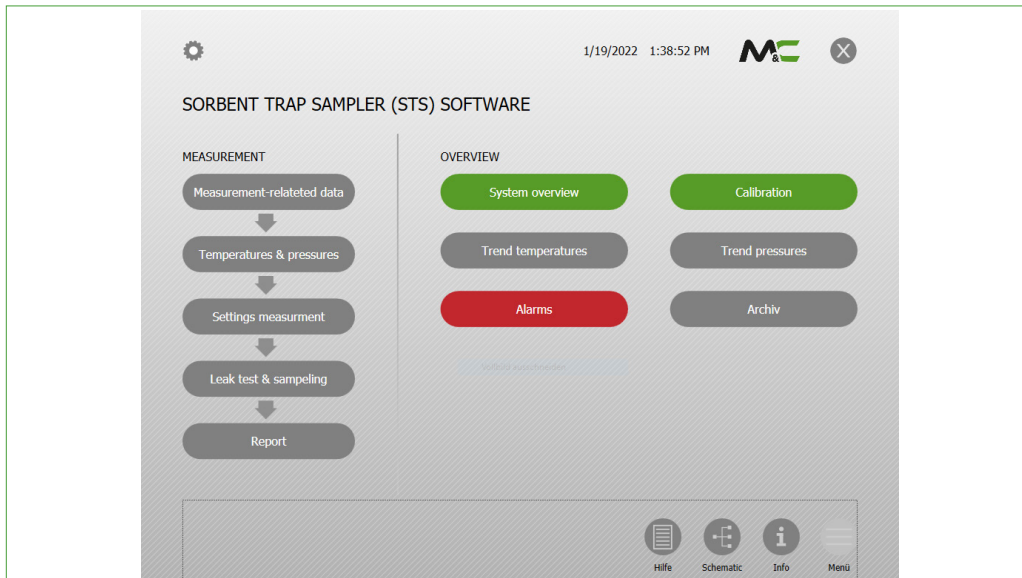 1/19/2022 1:38:52 PM M&C
SORBENT TRAP SAMPLER (STS) SOFTWARE
MEASUREMENT
Measurement-relateted data
Temperatures & pressures
Settings measurment
Leak test & sampeling
Report
OVERVIEW
System overview
Calibration
Trend temperatures
Trend pressures
Alarms
Archiv
Hilfe
Schematic
Info
Menü